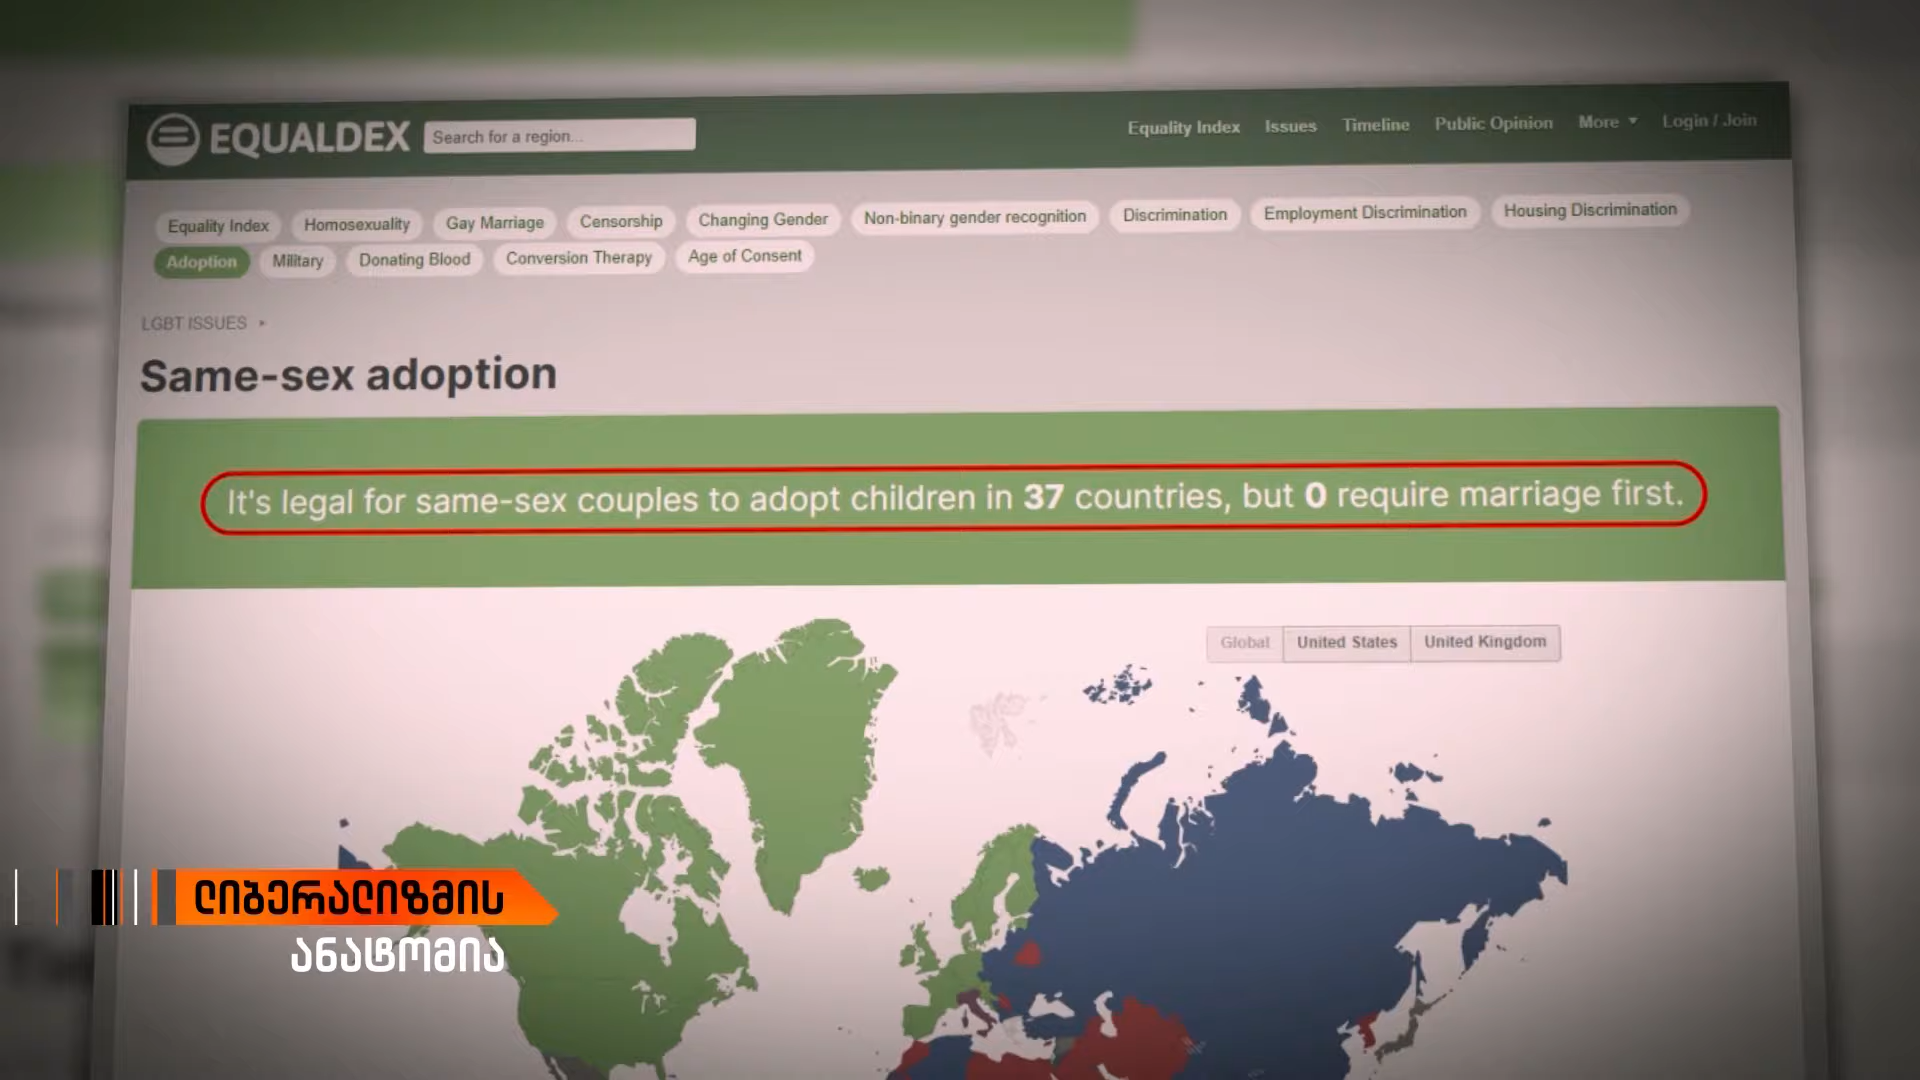 EQUALDEX
Search for a region...
Equality Index Issues Timeline Public Opinion More Login / Join
Equality Index Homosexuality Gay Marriage Censorship Changing Gender Non-binary gender recognition Discrimination Employment Discrimination Housing Discrimination
Adoption Military Donating Blood Conversion Therapy Age of Consent
LGBT ISSUES
Same-sex adoption
It's legal for same-sex couples to adopt children in 37 countries, but 0 require marriage first.
Global United States United Kingdom
ლიბერალიზმის
ანატომია